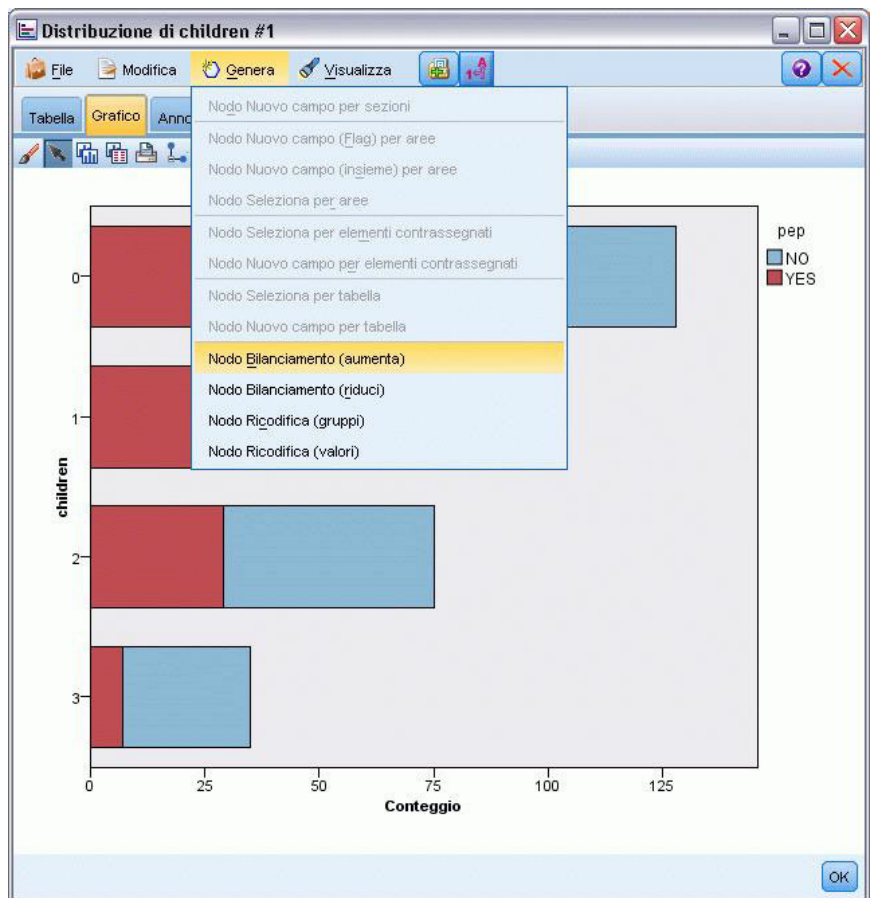 Distribuzione di children #1
File Modifica Genera Visualizza
Tabella Grafico Anno
Nodo Nuovo campo per sezioni
Nodo Nuovo campo (Flag) per aree
Nodo Nuovo campo (insieme) per aree
Nodo Seleziona per aree
Nodo Seleziona per elementi contrassegnati
Nodo Nuovo campo per elementi contrassegnati
Nodo Seleziona per tabella
Nodo Nuovo campo per tabella
Nodo Bilanciamento (aumenta)
Nodo Bilanciamento (riduci)
Nodo Ricodifica (gruppi)
Nodo Ricodifica (valori)
pep
NO
YES
children
0
1
2
3
0 25 50 75 100 125
Conteggio
OK